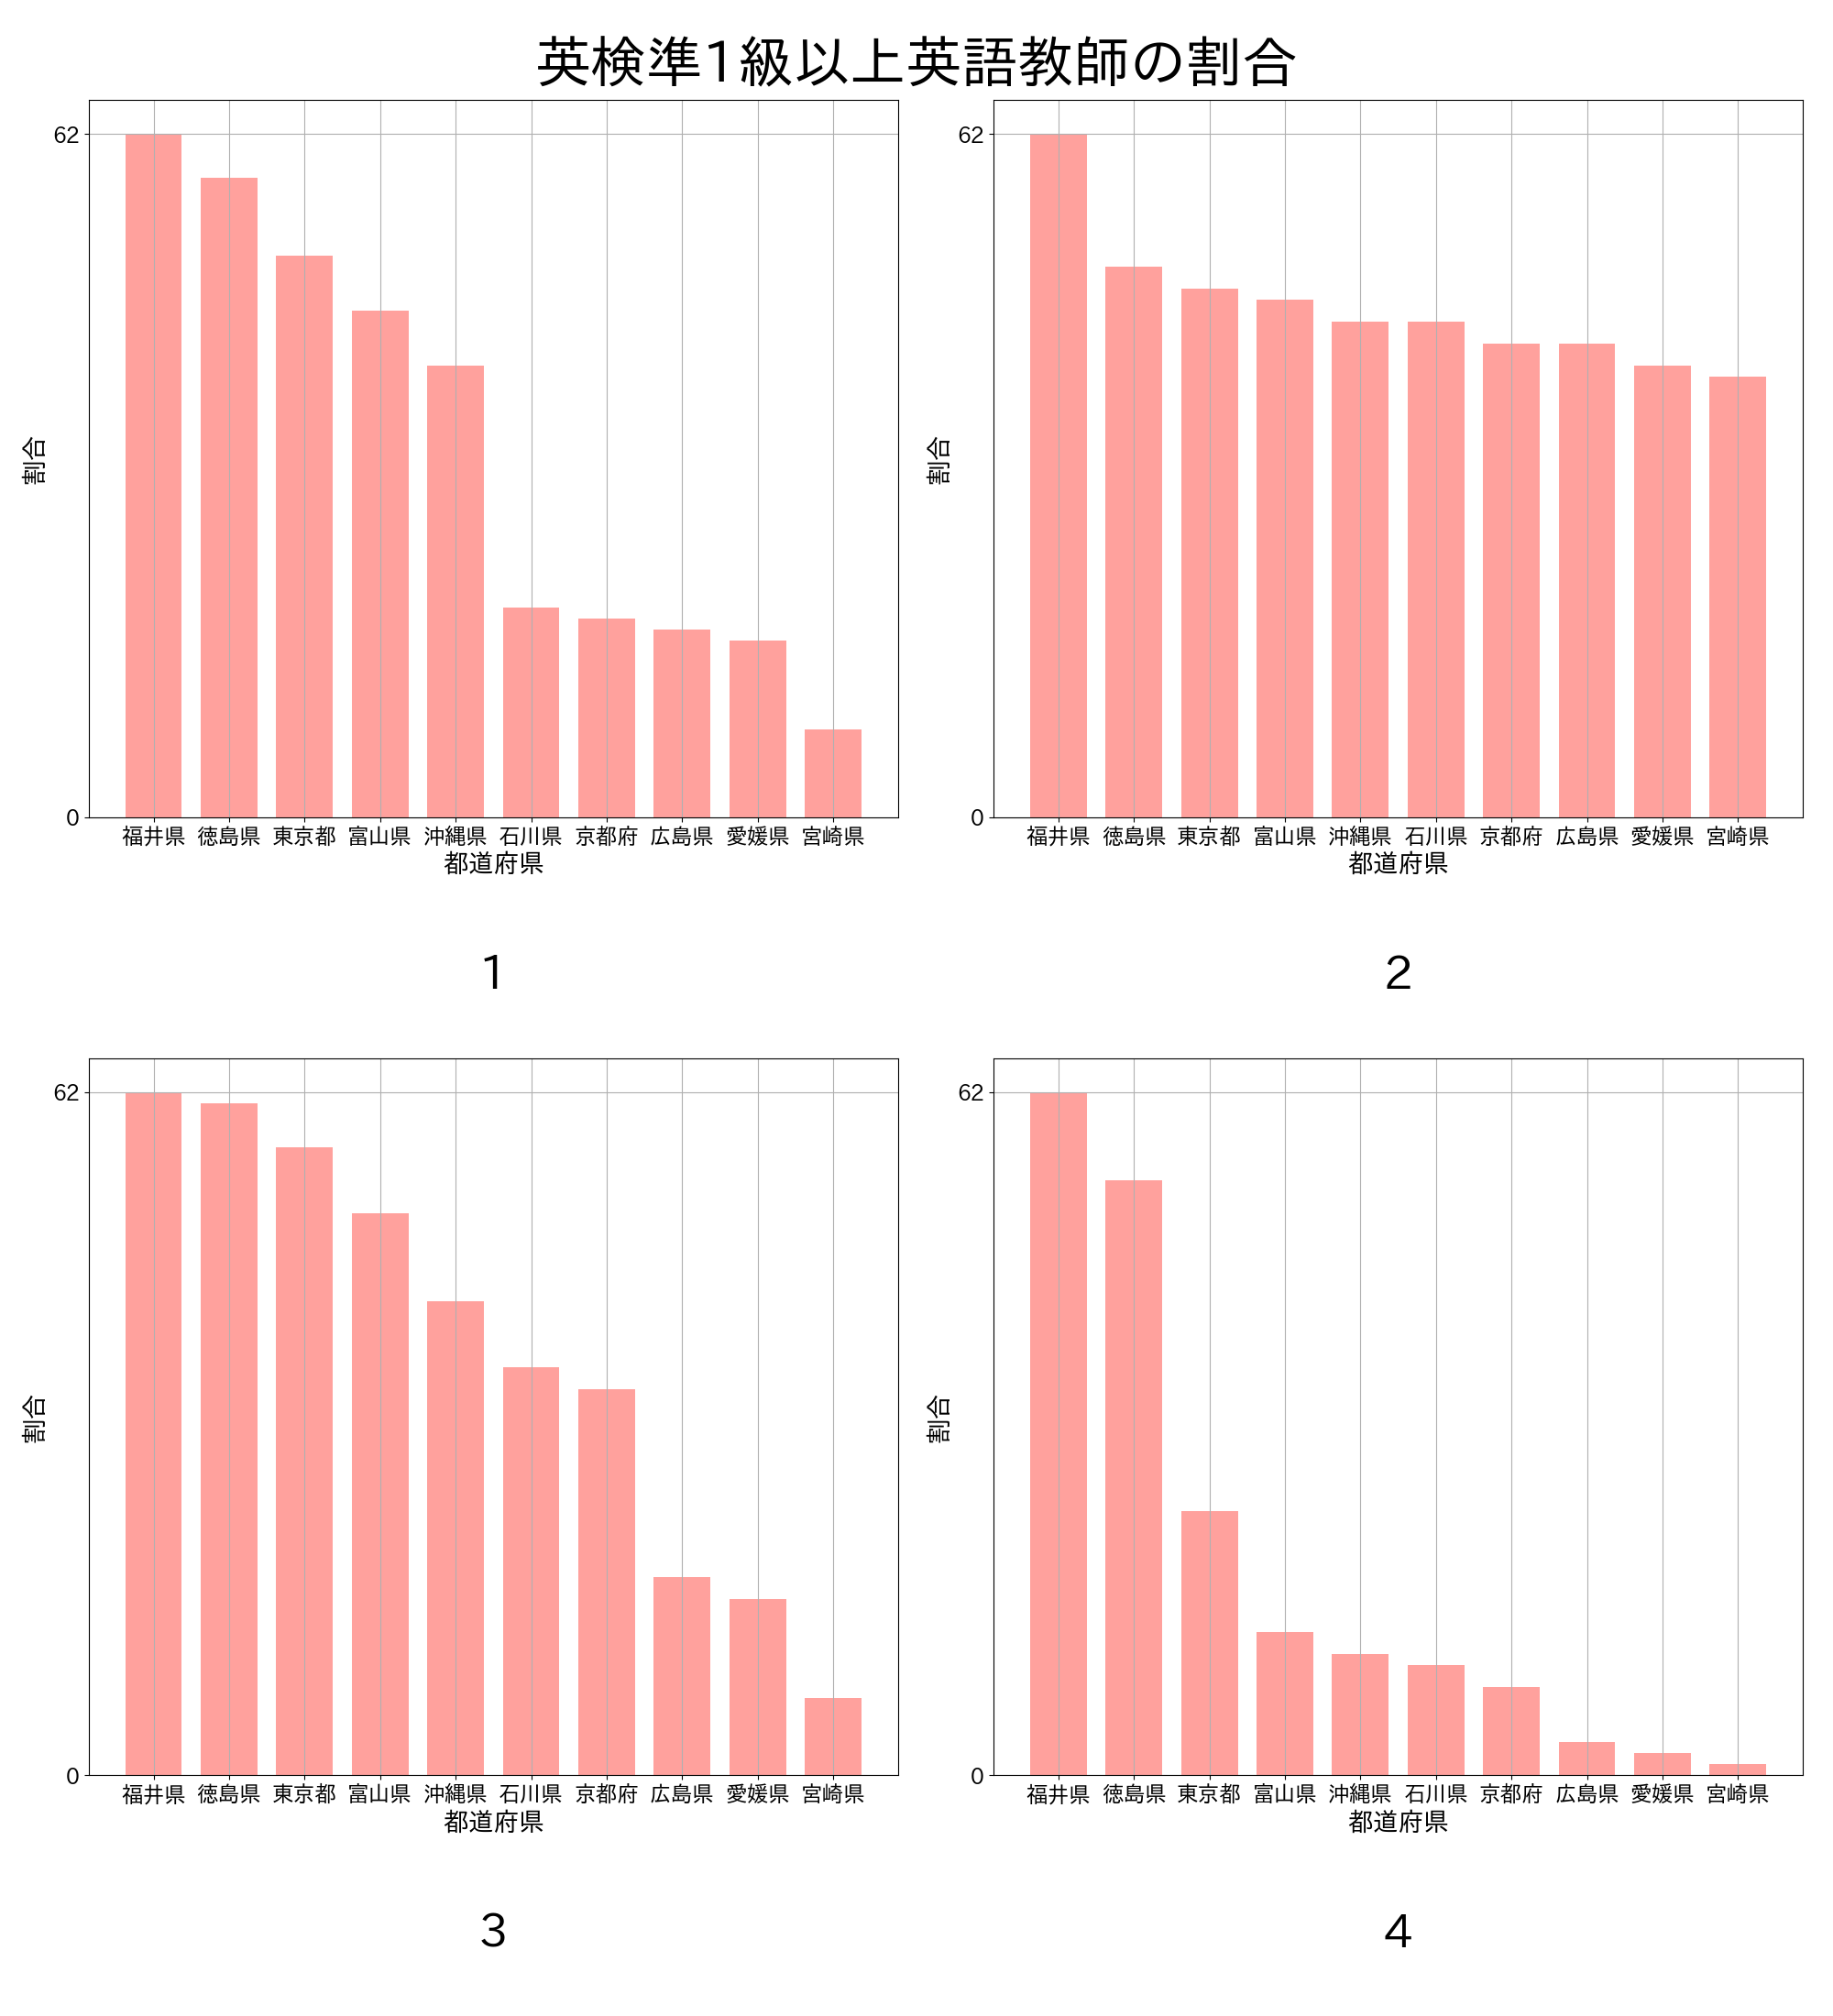 英検準1級以上英語教師の割合
62
0
割合
福井県 徳島県 東京都 富山県 沖縄県 石川県 京都府 広島県 愛媛県 宮崎県
都道府県
1
62
0
割合
福井県 徳島県 東京都 富山県 沖縄県 石川県 京都府 広島県 愛媛県 宮崎県
都道府県
2
62
0
割合
福井県 徳島県 東京都 富山県 沖縄県 石川県 京都府 広島県 愛媛県 宮崎県
都道府県
3
62
0
割合
福井県 徳島県 東京都 富山県 沖縄県 石川県 京都府 広島県 愛媛県 宮崎県
都道府県
4